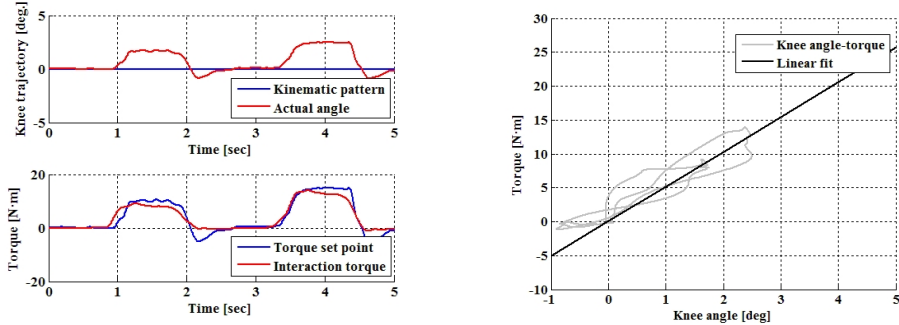 Knee trajectory [deg.]
5
0
-5
Kinematic pattern
Actual angle
0 1 2 3 4 5
Time [sec]
Torque [N·m]
20
0
-20
Torque set point
Interaction torque
0 1 2 3 4 5
Time [sec]
Torque [N·m]
30
25
20
15
10
5
0
-5
-10
Knee angle-torque
Linear fit
-1 0 1 2 3 4 5
Knee angle [deg]